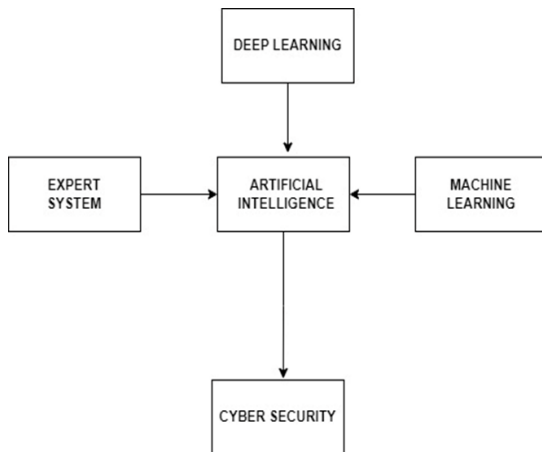 DEEP LEARNING
EXPERT
SYSTEM
ARTIFICIAL
INTELLIGENCE
MACHINE
LEARNING
CYBER SECURITY